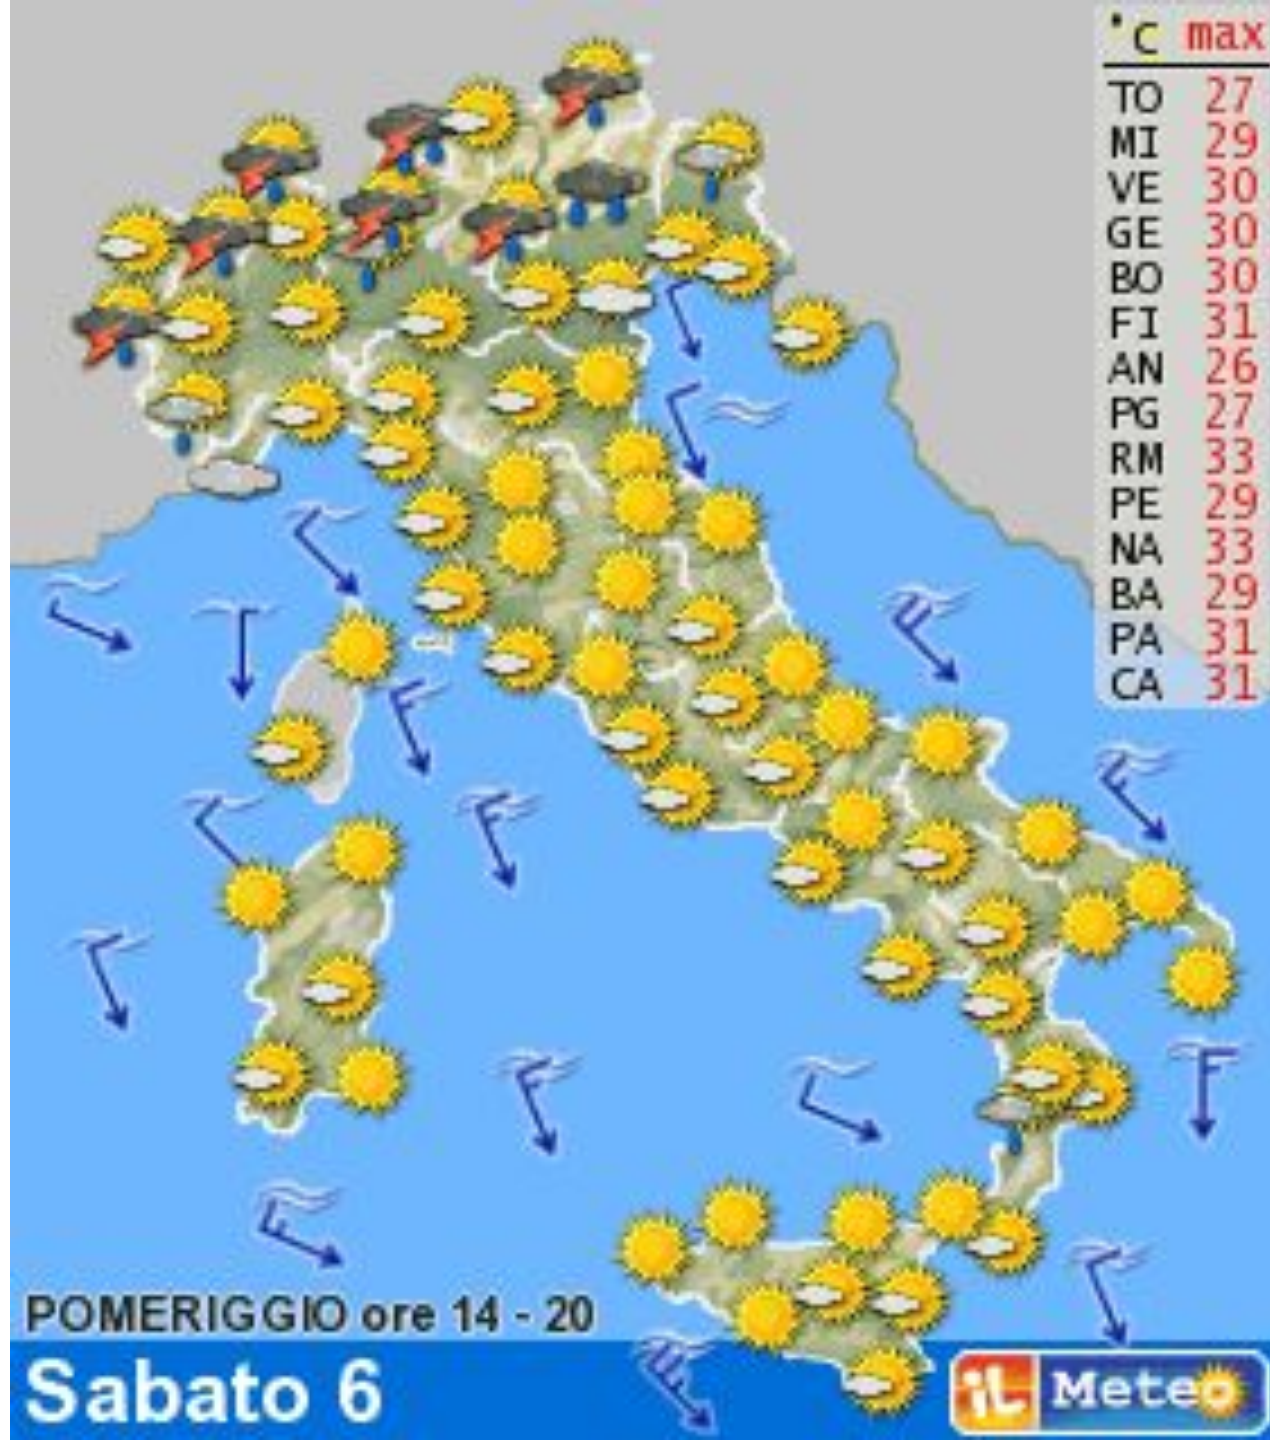 °C max
TO 27
MI 29
VE 30
GE 30
BO 30
FI 31
AN 26
PG 27
RM 33
PE 29
NA 33
BA 29
PA 31
CA 31
POMERIGGIO ore 14 - 20
Sabato 6
iL Meteo